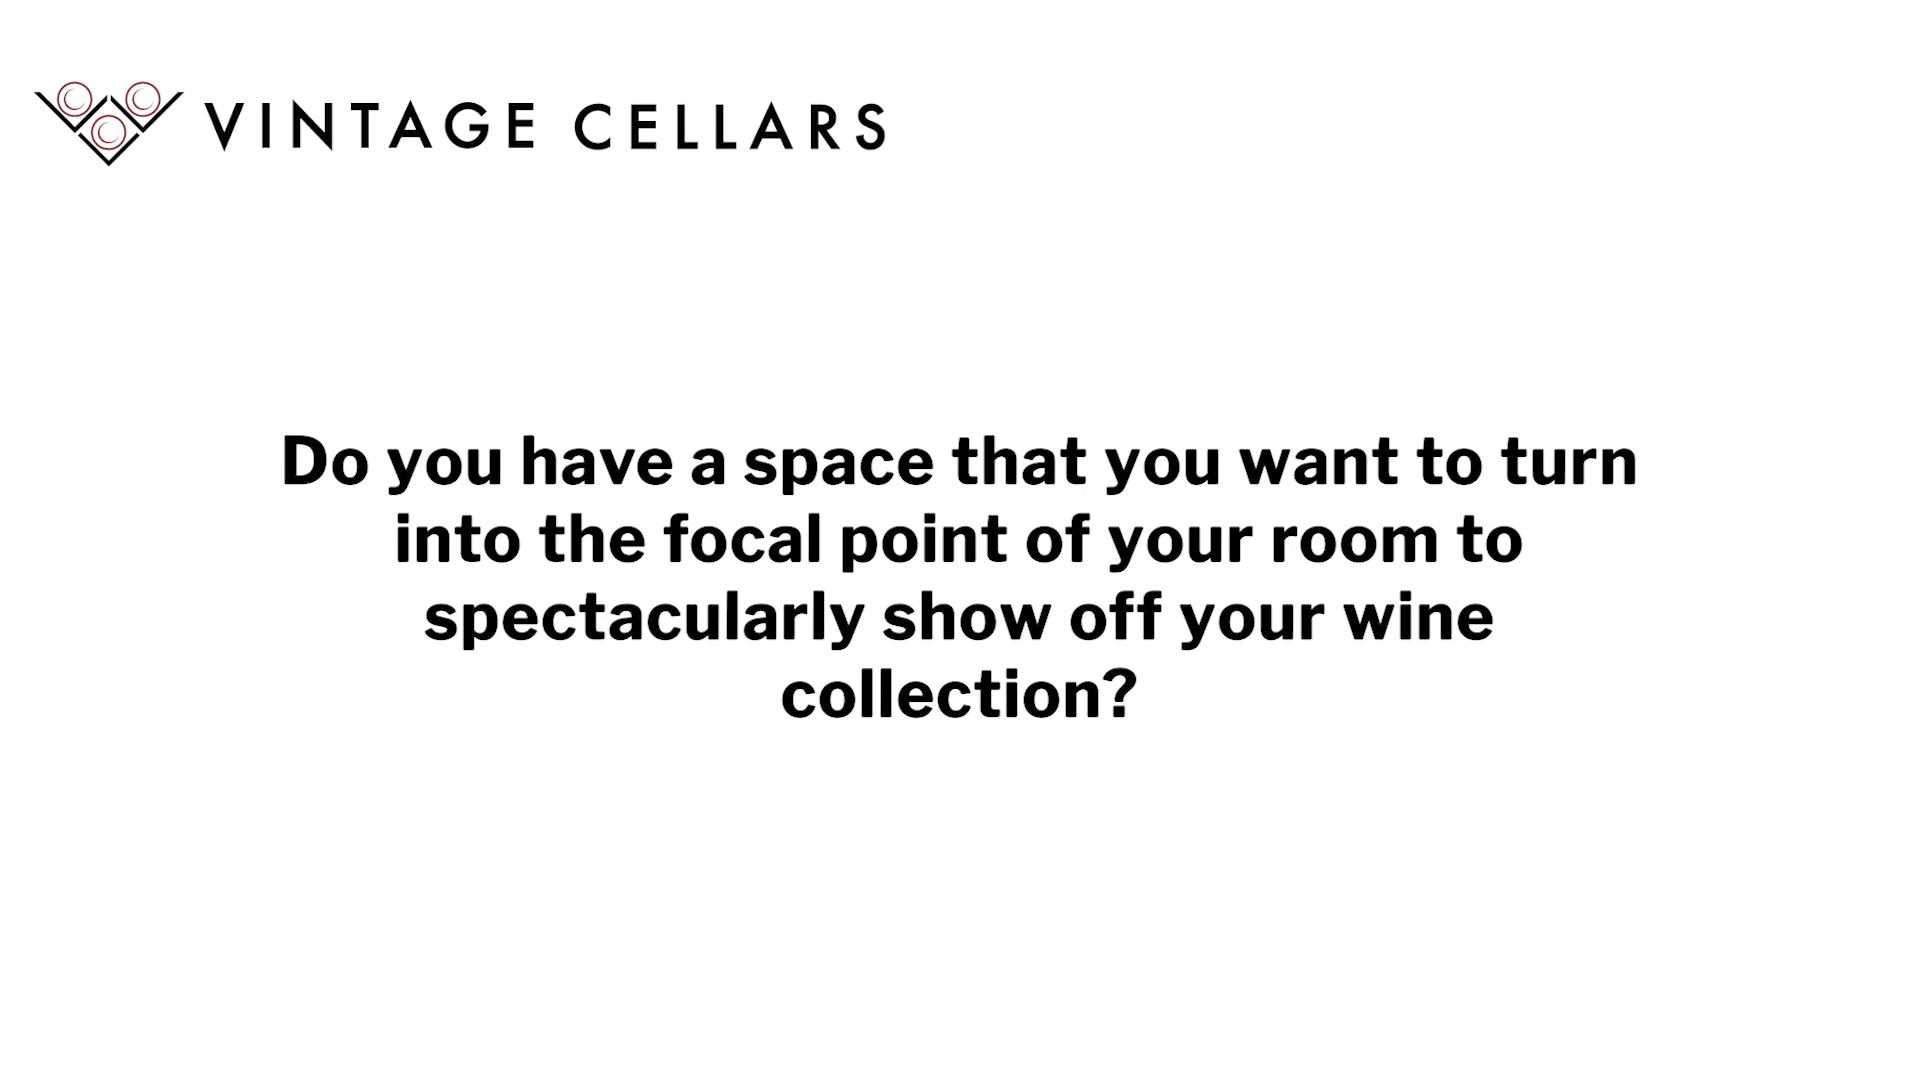 VINTAGE CELLARS
Do you have a space that you want to turn
into the focal point of your room to
spectacularly show off your wine
collection?